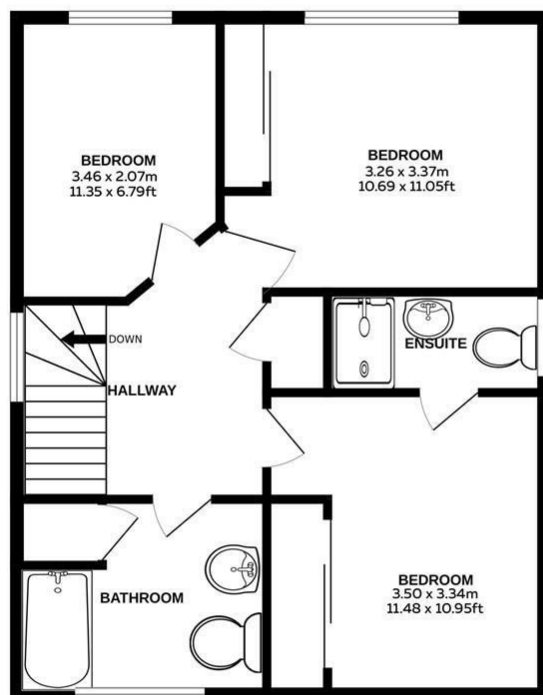 BEDROOM
3.46 x 2.07m
11.35 x 6.79ft
BEDROOM
3.26 x 3.37m
10.69 x 11.05ft
DOWN
ENSUITE
HALLWAY
BATHROOM
BEDROOM
3.50 x 3.34m
11.48 x 10.95ft